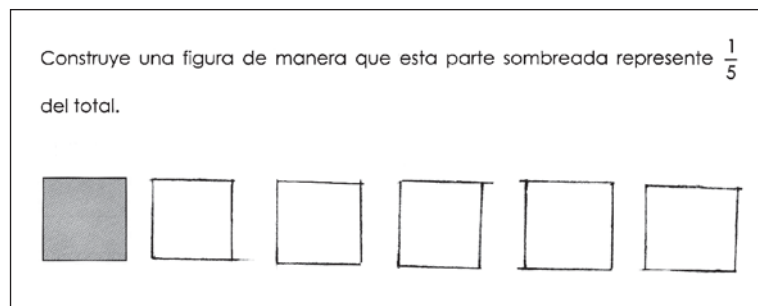 Construye una figura de manera que esta parte sombreada represente 1/5
del total.